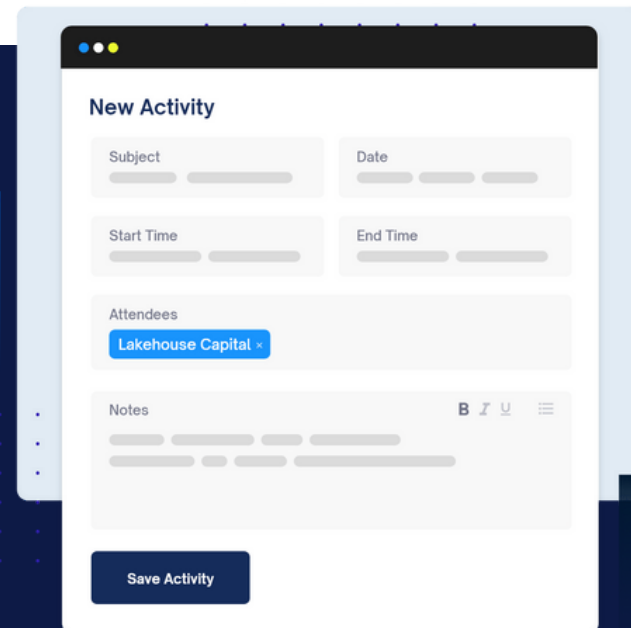 New Activity
Subject
Date
Start Time
End Time
Attendees
Lakehouse Capital ×
Notes
B I U
Save Activity